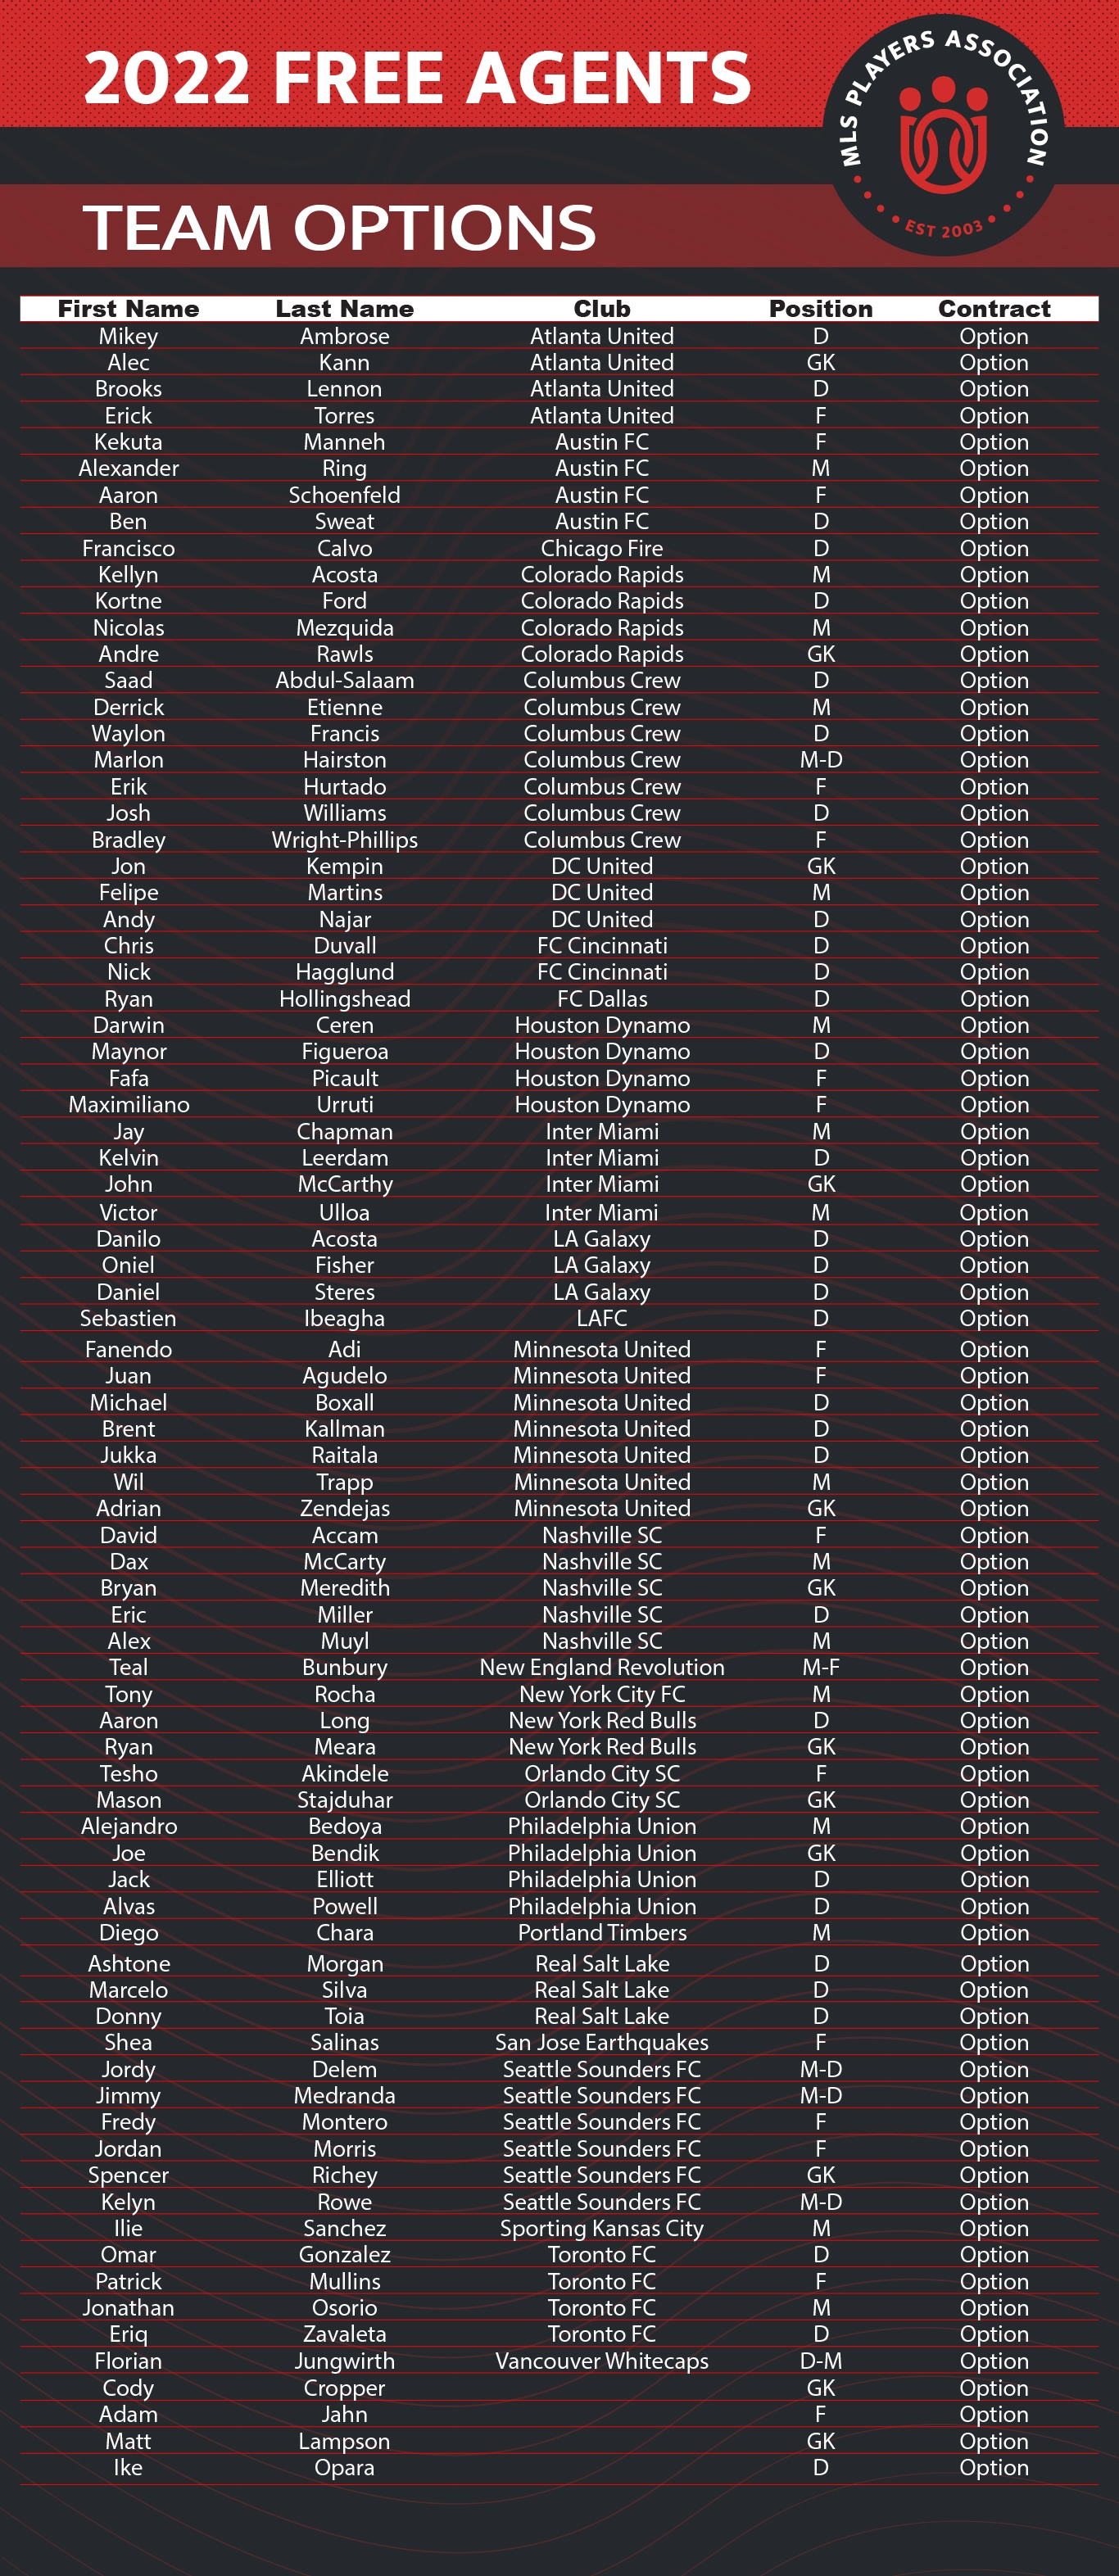 2022 FREE AGENTS
MLS PLAYERS ASSOCIATION
EST 2003
TEAM OPTIONS
First Name Last Name Club Position Contract
Mikey Ambrose Atlanta United D Option
Alec Kann Atlanta United GK Option
Brooks Lennon Atlanta United D Option
Erick Torres Atlanta United F Option
Kekuta Manneh Austin FC F Option
Alexander Ring Austin FC M Option
Aaron Schoenfeld Austin FC F Option
Ben Sweat Austin FC D Option
Francisco Calvo Chicago Fire D Option
Kellyn Acosta Colorado Rapids M Option
Kortne Ford Colorado Rapids D Option
Nicolas Mezquida Colorado Rapids M Option
Andre Rawls Colorado Rapids GK Option
Saad Abdul-Salaam Columbus Crew D Option
Derrick Etienne Columbus Crew M Option
Waylon Francis Columbus Crew D Option
Marlon Hairston Columbus Crew M-D Option
Erik Hurtado Columbus Crew F Option
Josh Williams Columbus Crew D Option
Bradley Wright-Phillips Columbus Crew F Option
Jon Kempin DC United GK Option
Felipe Martins DC United M Option
Andy Najar DC United D Option
Chris Duvall FC Cincinnati D Option
Nick Hagglund FC Cincinnati D Option
Ryan Hollingshead FC Dallas D Option
Darwin Ceren Houston Dynamo M Option
Maynor Figueroa Houston Dynamo D Option
Fafa Picault Houston Dynamo F Option
Maximiliano Urruti Houston Dynamo F Option
Jay Chapman Inter Miami M Option
Kelvin Leerdam Inter Miami D Option
John McCarthy Inter Miami GK Option
Victor Ulloa Inter Miami M Option
Danilo Acosta LA Galaxy D Option
Oniel Fisher LA Galaxy D Option
Daniel Steres LA Galaxy D Option
Sebastien Ibeagha LAFC D Option
Fanendo Adi Minnesota United F Option
Juan Agudelo Minnesota United F Option
Michael Boxall Minnesota United D Option
Brent Kallman Minnesota United D Option
Jukka Raitala Minnesota United D Option
Wil Trapp Minnesota United M Option
Adrian Zendejas Minnesota United GK Option
David Accam Nashville SC F Option
Dax McCarty Nashville SC M Option
Bryan Meredith Nashville SC GK Option
Eric Miller Nashville SC D Option
Alex Muyl Nashville SC M Option
Teal Bunbury New England Revolution M-F Option
Tony Rocha New York City FC M Option
Aaron Long New York Red Bulls D Option
Ryan Meara New York Red Bulls GK Option
Tesho Akindele Orlando City SC F Option
Mason Stajduhar Orlando City SC GK Option
Alejandro Bedoya Philadelphia Union M Option
Joe Bendik Philadelphia Union GK Option
Jack Elliott Philadelphia Union D Option
Alvas Powell Philadelphia Union D Option
Diego Chara Portland Timbers M Option
Ashtone Morgan Real Salt Lake D Option
Marcelo Silva Real Salt Lake D Option
Donny Toia Real Salt Lake D Option
Shea Salinas San Jose Earthquakes F Option
Jordy Delem Seattle Sounders FC M-D Option
Jimmy Medranda Seattle Sounders FC M-D Option
Fredy Montero Seattle Sounders FC F Option
Jordan Morris Seattle Sounders FC F Option
Spencer Richey Seattle Sounders FC GK Option
Kelyn Rowe Seattle Sounders FC M-D Option
Ilie Sanchez Sporting Kansas City M Option
Omar Gonzalez Toronto FC D Option
Patrick Mullins Toronto FC F Option
Jonathan Osorio Toronto FC M Option
Eriq Zavaleta Toronto FC D Option
Florian Jungwirth Vancouver Whitecaps D-M Option
Cody Cropper GK Option
Adam Jahn F Option
Matt Lampson GK Option
Ike Opara D Option